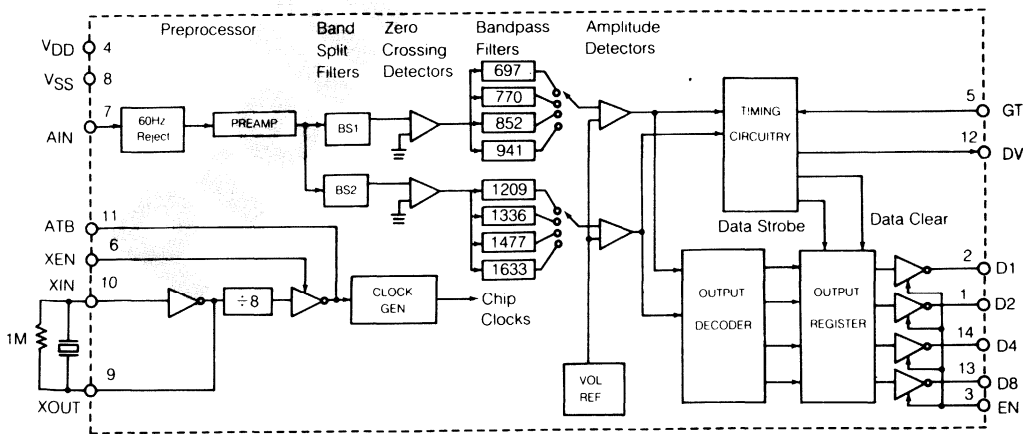 Preprocessor
Band
Split
Filters
Zero
Crossing
Detectors
Bandpass
Filters
Amplitude
Detectors
VDD
4
VSS
8
7
AIN
60Hz
Reject
PREAMP
BS1
BS2
697
770
852
941
1209
1336
1477
1633
TIMING
CIRCUITRY
5
GT
12
DV
Data Strobe
Data Clear
ATB
11
XEN
6
XIN
10
÷8
CLOCK
GEN
Chip
Clocks
1M
9
XOUT
VOL
REF
OUTPUT
DECODER
OUTPUT
REGISTER
2
D1
1
D2
14
D4
13
D8
3
EN